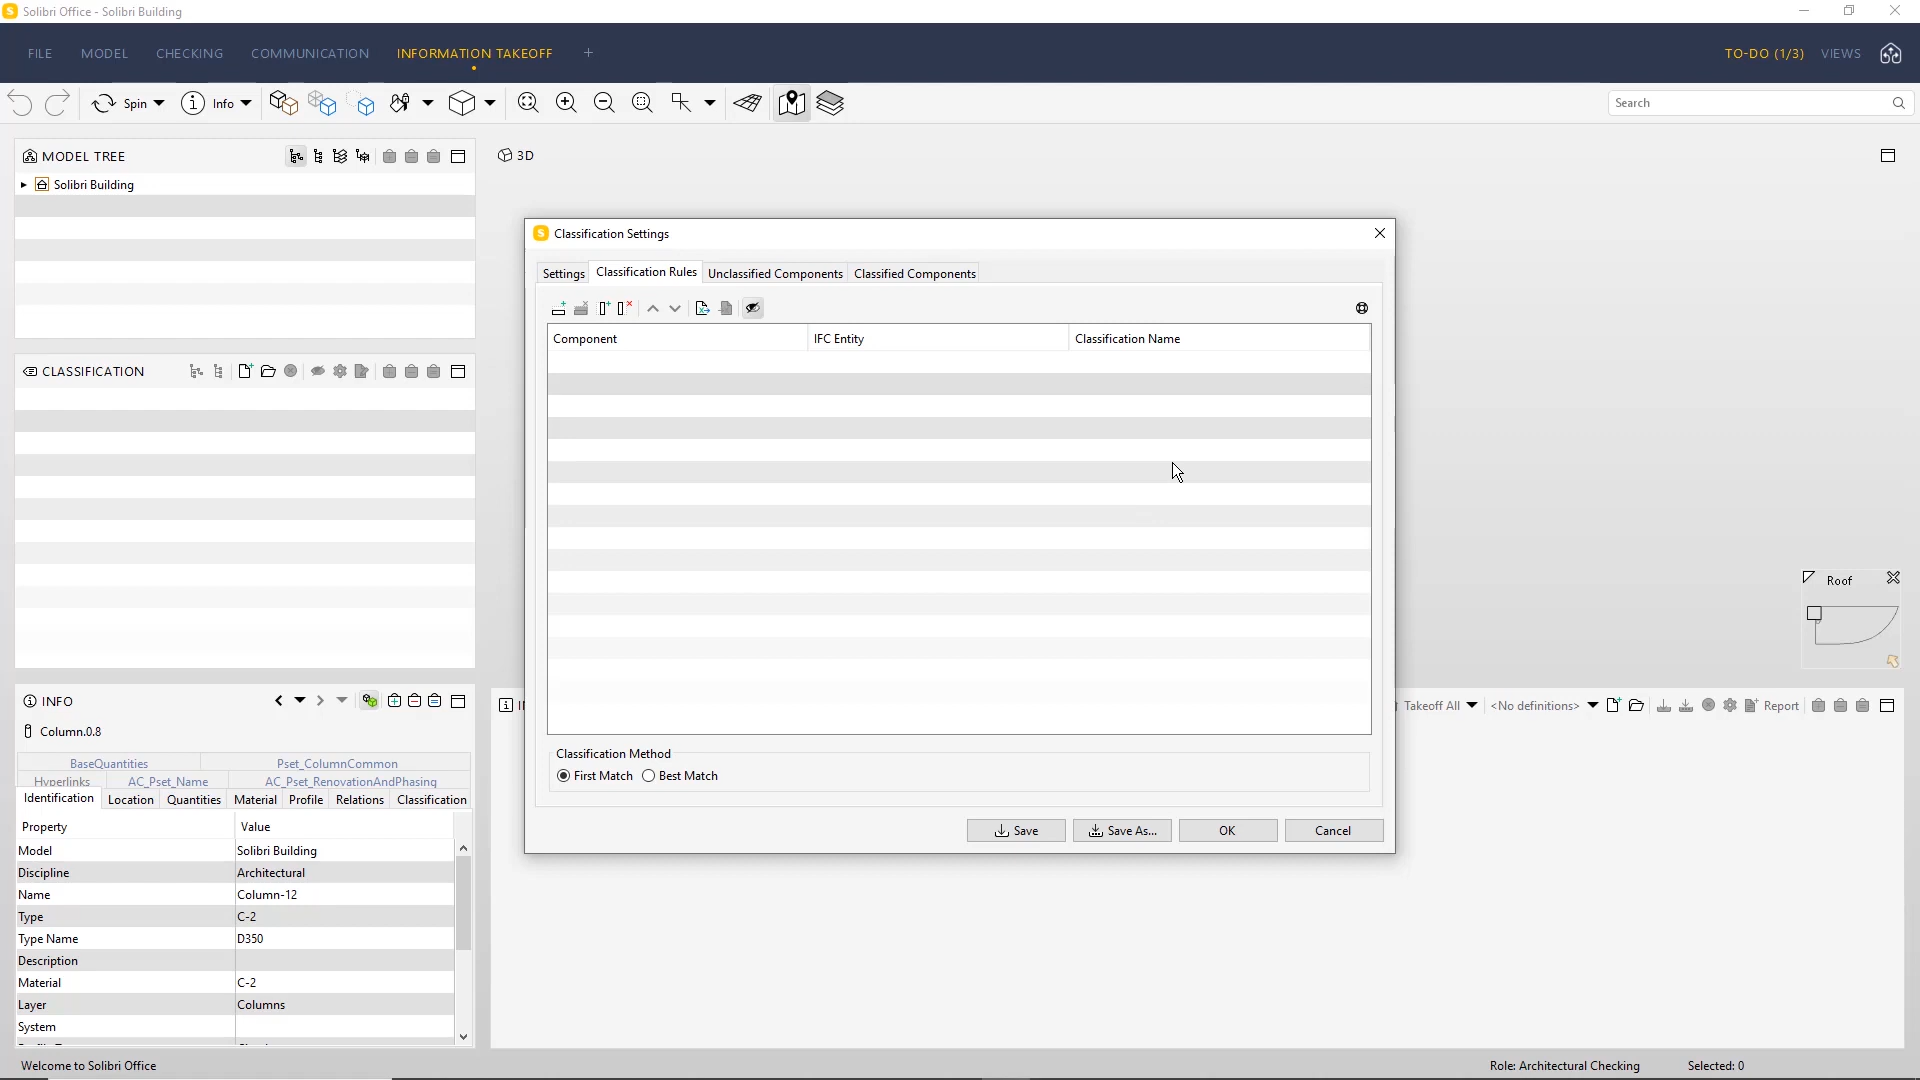 Solibri Office - Solibri Building
FILE MODEL CHECKING COMMUNICATION INFORMATION TAKEOFF +
TO-DO (1/3) VIEWS
Spin Info
Search
MODEL TREE
Solibri Building
3D
Classification Settings
Settings Classification Rules Unclassified Components Classified Components
Component IFC Entity Classification Name
Classification Method
First Match Best Match
Save Save As... OK Cancel
CLASSIFICATION
Roof
INFO
Column.0.8
BaseQuantities Pset_ColumnCommon
Hyperlinks AC_Pset_Name AC_Pset_RenovationAndPhasing
Identification Location Quantities Material Profile Relations Classification
Property Value
Model Solibri Building
Discipline Architectural
Name Column-12
Type C-2
Type Name D350
Description
Material C-2
Layer Columns
System
Takeoff All <No definitions> Report
Welcome to Solibri Office
Role: Architectural Checking Selected: 0